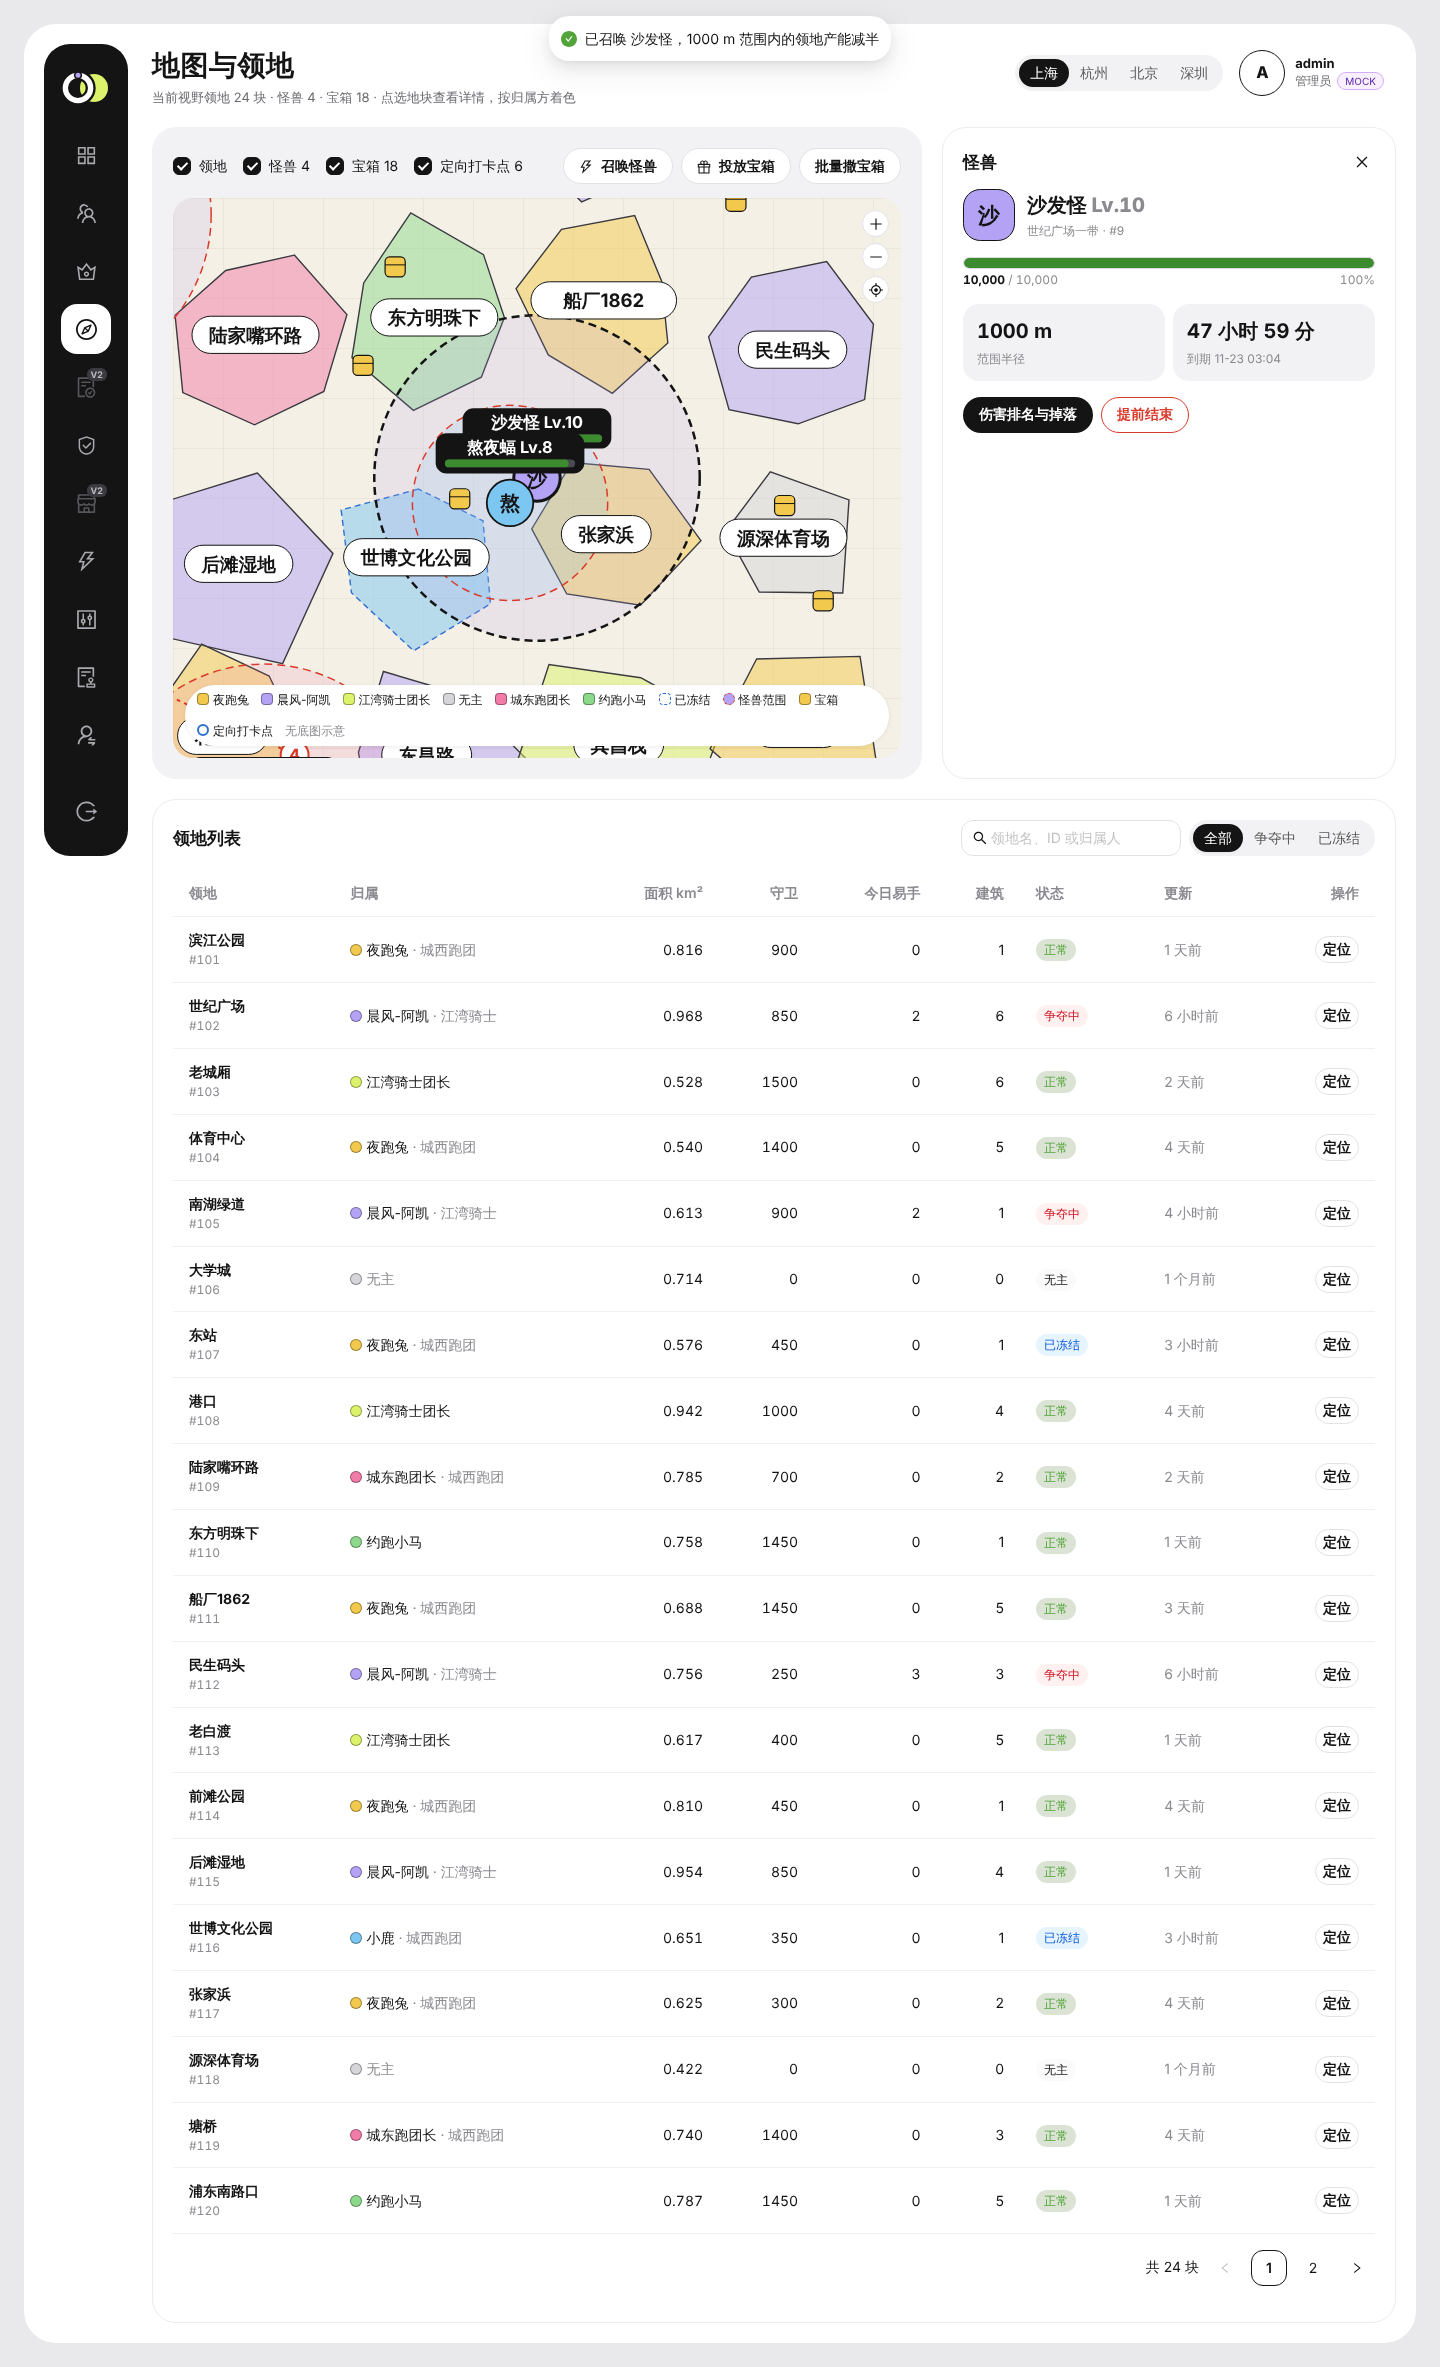 已召唤 沙发怪，1000 m 范围内的领地产能减半
地图与领地
当前视野领地 24 块 · 怪兽 4 · 宝箱 18 · 点选地块查看详情，按归属方着色
上海 杭州 北京 深圳
A
admin
管理员 MOCK
V2
V2
领地 怪兽 4 宝箱 18 定向打卡点 6
召唤怪兽 投放宝箱 批量撒宝箱
船厂1862
东方明珠下
陆家嘴环路
民生码头
沙发怪 Lv.10
熬夜蝠 Lv.8
沙
熬
张家浜
源深体育场
世博文化公园
后滩湿地
夜跑兔 晨风-阿凯 江湾骑士团长 无主 城东跑团长 约跑小马 已冻结 怪兽范围 宝箱
定向打卡点 无底图示意
4
东昌路
怪兽
沙
沙发怪 Lv.10
世纪广场一带 · #9
10,000 / 10,000 100%
1000 m
范围半径
47 小时 59 分
到期 11-23 03:04
伤害排名与掉落 提前结束
领地列表
领地名、ID 或归属人
全部 争夺中 已冻结
领地 归属 面积 km² 守卫 今日易手 建筑 状态 更新 操作
滨江公园
#101
夜跑兔 · 城西跑团 0.816 900 0 1 正常 1 天前 定位
世纪广场
#102
晨风-阿凯 · 江湾骑士 0.968 850 2 6 争夺中 6 小时前 定位
老城厢
#103
江湾骑士团长 0.528 1500 0 6 正常 2 天前 定位
体育中心
#104
夜跑兔 · 城西跑团 0.540 1400 0 5 正常 4 天前 定位
南湖绿道
#105
晨风-阿凯 · 江湾骑士 0.613 900 2 1 争夺中 4 小时前 定位
大学城
#106
无主 0.714 0 0 0 无主 1 个月前 定位
东站
#107
夜跑兔 · 城西跑团 0.576 450 0 1 已冻结 3 小时前 定位
港口
#108
江湾骑士团长 0.942 1000 0 4 正常 4 天前 定位
陆家嘴环路
#109
城东跑团长 · 城西跑团 0.785 700 0 2 正常 2 天前 定位
东方明珠下
#110
约跑小马 0.758 1450 0 1 正常 1 天前 定位
船厂1862
#111
夜跑兔 · 城西跑团 0.688 1450 0 5 正常 3 天前 定位
民生码头
#112
晨风-阿凯 · 江湾骑士 0.756 250 3 3 争夺中 6 小时前 定位
老白渡
#113
江湾骑士团长 0.617 400 0 5 正常 1 天前 定位
前滩公园
#114
夜跑兔 · 城西跑团 0.810 450 0 1 正常 4 天前 定位
后滩湿地
#115
晨风-阿凯 · 江湾骑士 0.954 850 0 4 正常 1 天前 定位
世博文化公园
#116
小鹿 · 城西跑团 0.651 350 0 1 已冻结 3 小时前 定位
张家浜
#117
夜跑兔 · 城西跑团 0.625 300 0 2 正常 4 天前 定位
源深体育场
#118
无主 0.422 0 0 0 无主 1 个月前 定位
塘桥
#119
城东跑团长 · 城西跑团 0.740 1400 0 3 正常 4 天前 定位
浦东南路口
#120
约跑小马 0.787 1450 0 5 正常 1 天前 定位
共 24 块 1 2